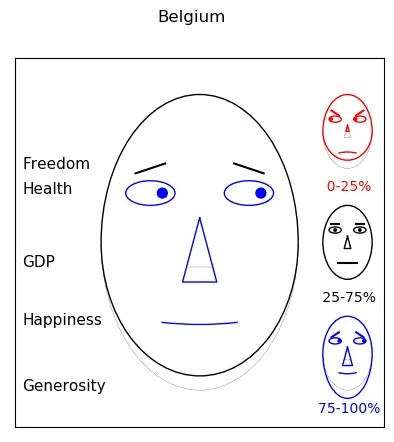 Belgium
Freedom
Health
GDP
Happiness
Generosity
0-25%
25-75%
75-100%